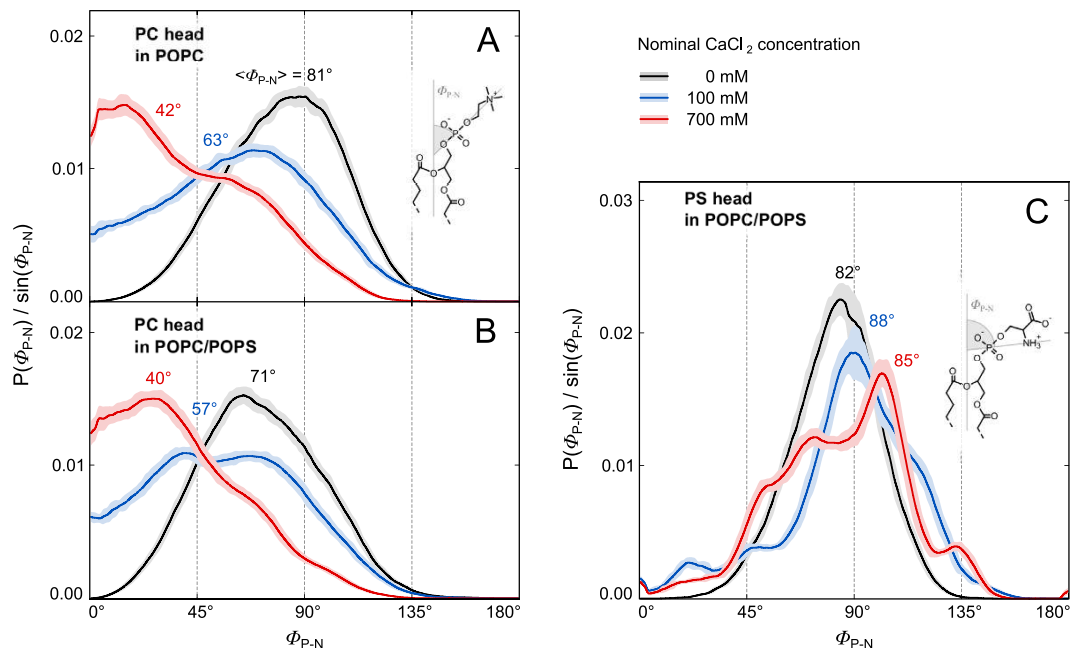 0.02
PC head
in POPC
A
<Φ_P-N> = 81°
42°
63°
Φ_P-N
O⁻
O
P
O
O
N⁺
O
O
O
O
0.01
0.00
Nominal CaCl₂ concentration
0 mM
100 mM
700 mM
P(Φ_P-N) / sin(Φ_P-N)
PC head
in POPC/POPS
B
40°
57°
71°
0.02
0.01
0.00
0°
45°
90°
135°
180°
Φ_P-N
0.03
PS head
in POPC/POPS
C
82°
88°
85°
Φ_P-N
O⁻
O
P
O
O
O
O⁻
NH₃⁺
O
O
O
O
P(Φ_P-N) / sin(Φ_P-N)
0.02
0.01
0.00
0°
45°
90°
135°
180°
Φ_P-N